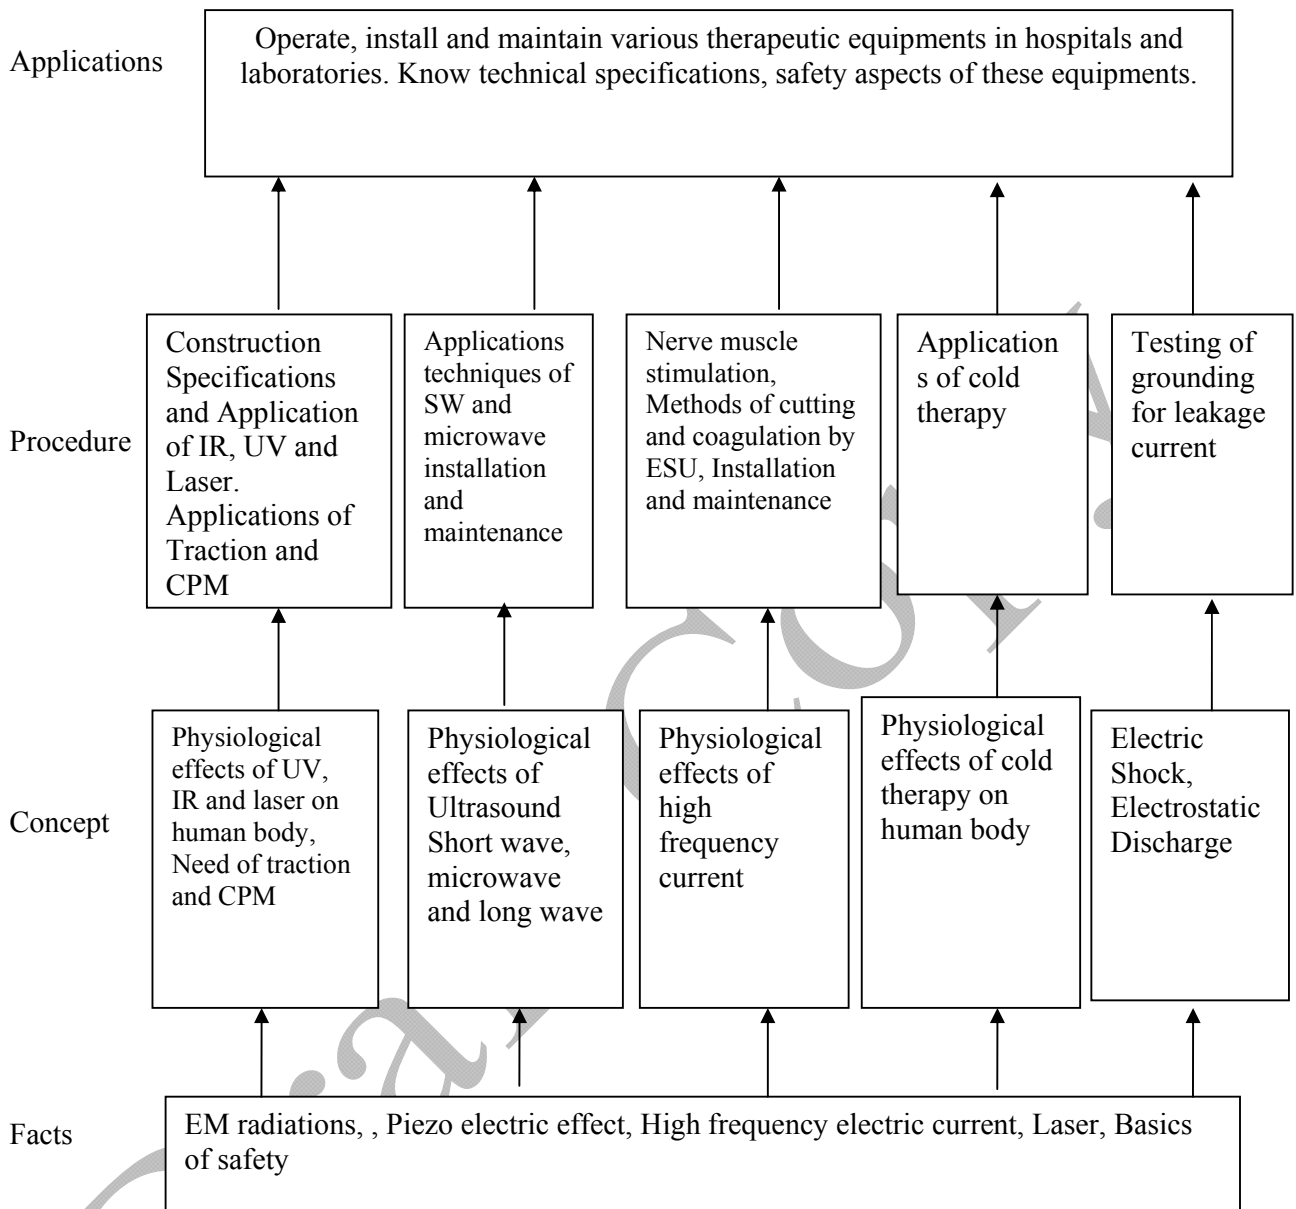 Applications
Operate, install and maintain various therapeutic equipments in hospitals and
laboratories. Know technical specifications, safety aspects of these equipments.
Procedure
Construction
Specifications
and Application
of IR, UV and
Laser.
Applications of
Traction and
CPM
Applications
techniques of
SW and
microwave
installation
and
maintenance
Nerve muscle
stimulation,
Methods of cutting
and coagulation by
ESU, Installation
and maintenance
Application
s of cold
therapy
Testing of
grounding
for leakage
current
Concept
Physiological
effects of UV,
IR and laser on
human body,
Need of traction
and CPM
Physiological
effects of
Ultrasound
Short wave,
microwave
and long wave
Physiological
effects of
high
frequency
current
Physiological
effects of cold
therapy on
human body
Electric
Shock,
Electrostatic
Discharge
Facts
EM radiations, , Piezo electric effect, High frequency electric current, Laser, Basics
of safety